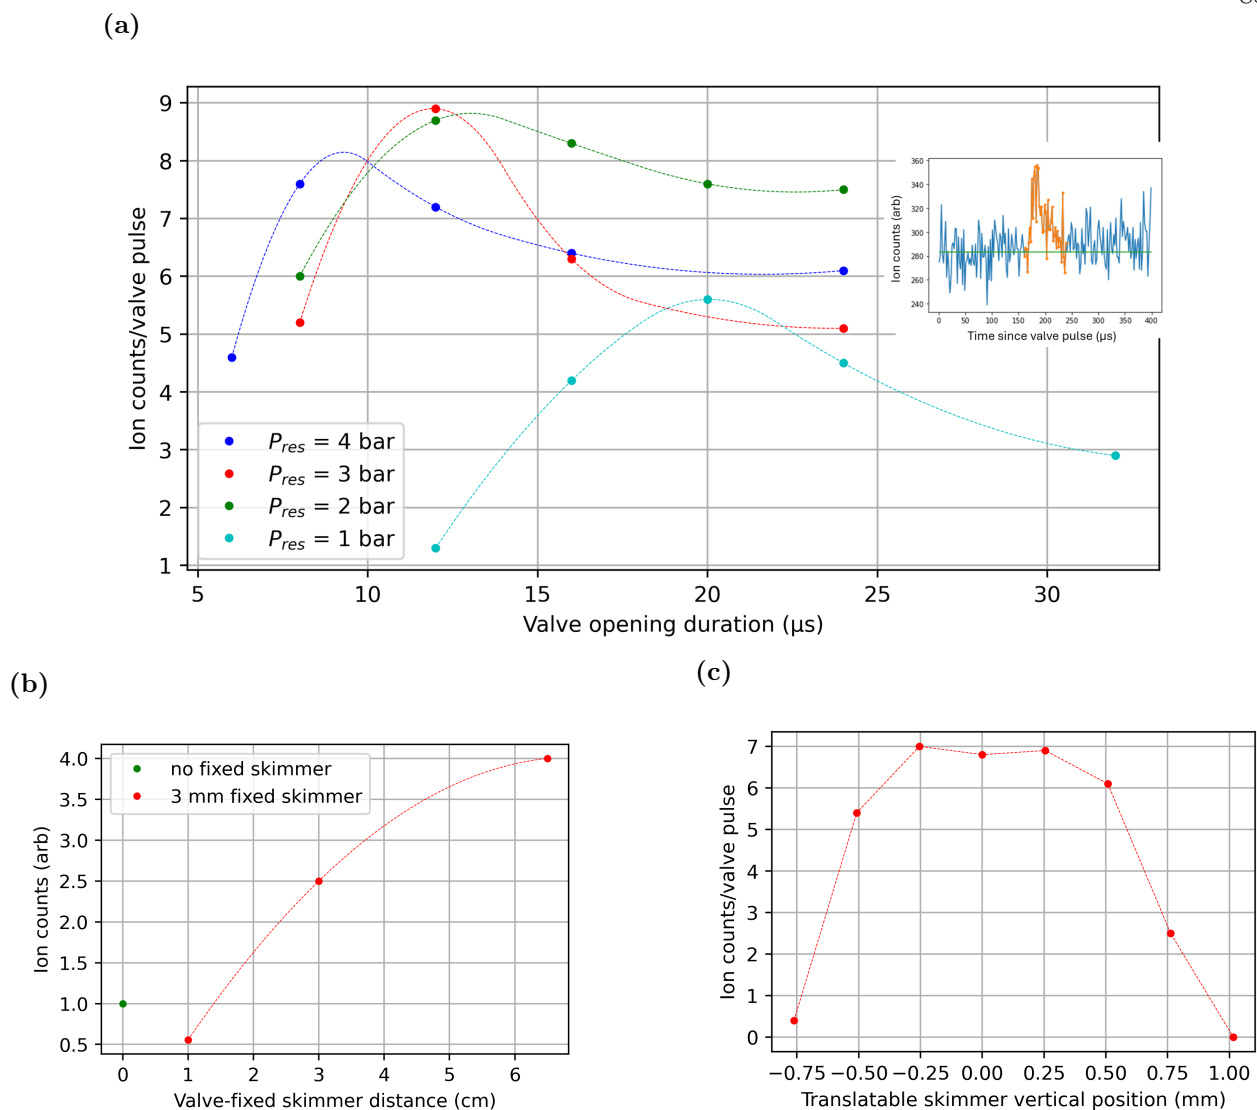 (a)
9
8
7
6
5
4
3
2
1
Ion counts/valve pulse
P_res = 4 bar
P_res = 3 bar
P_res = 2 bar
P_res = 1 bar
5 10 15 20 25 30
Valve opening duration (μs)
360
340
320
300
280
260
240
Ion counts (arb)
0 50 100 150 200 250 300 350 400
Time since valve pulse (μs)
(b)
4.0
3.5
3.0
2.5
2.0
1.5
1.0
0.5
Ion counts (arb)
no fixed skimmer
3 mm fixed skimmer
0 1 2 3 4 5 6
Valve-fixed skimmer distance (cm)
(c)
7
6
5
4
3
2
1
0
Ion counts/valve pulse
−0.75 −0.50 −0.25 0.00 0.25 0.50 0.75 1.00
Translatable skimmer vertical position (mm)